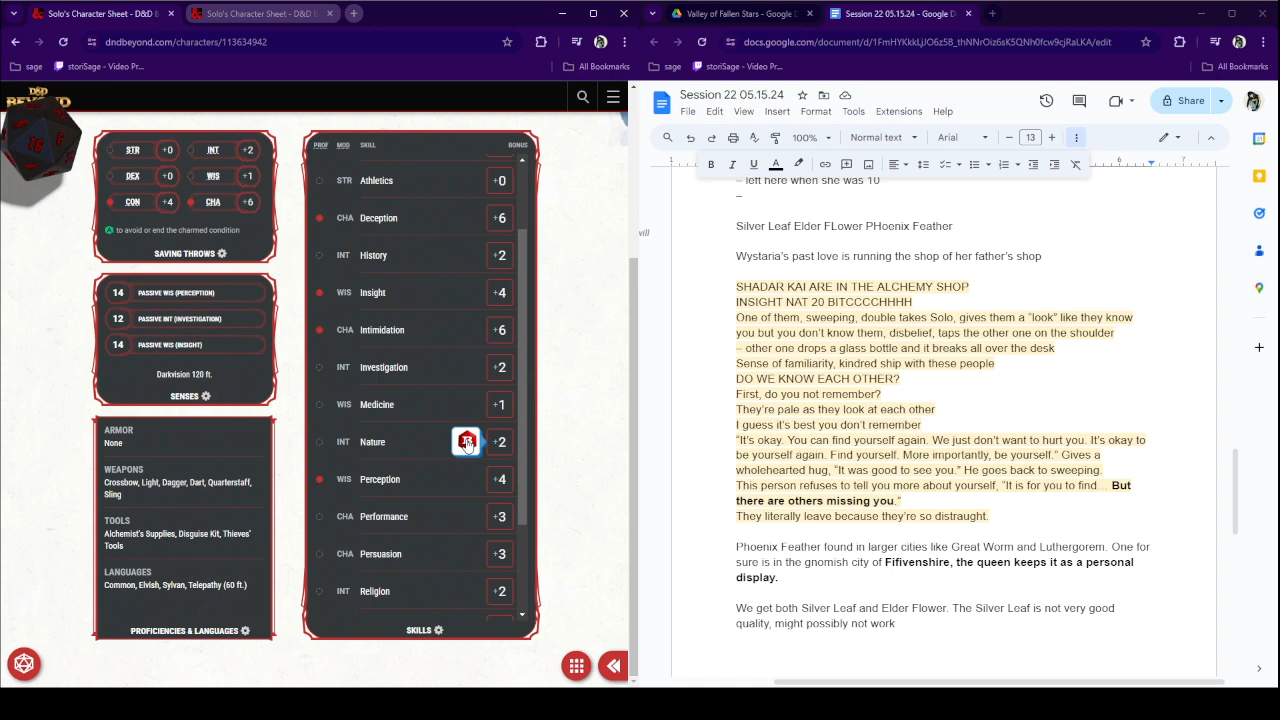 Solo's Character Sheet - D&D B
Solo's Character Sheet - D&D B
dndbeyond.com/characters/113634942
sage
storiSage - Video Pr...
All Bookmarks
D&D
BEYOND
16
STR +0 INT +2
DEX +0 WIS +1
CON +4 CHA +6
A to avoid or end the charmed condition
SAVING THROWS
14 PASSIVE WIS (PERCEPTION)
12 PASSIVE INT (INVESTIGATION)
14 PASSIVE WIS (INSIGHT)
Darkvision 120 ft.
SENSES
ARMOR
None
WEAPONS
Crossbow, Light, Dagger, Dart, Quarterstaff,
Sling
TOOLS
Alchemist's Supplies, Disguise Kit, Thieves'
Tools
LANGUAGES
Common, Elvish, Sylvan, Telepathy (60 ft.)
PROFICIENCIES & LANGUAGES
PROF MOD SKILL BONUS
STR Athletics +0
CHA Deception +6
INT History +2
WIS Insight +4
CHA Intimidation +6
INT Investigation +2
WIS Medicine +1
INT Nature +2
WIS Perception +4
CHA Performance +3
CHA Persuasion +3
INT Religion +2
SKILLS
Valley of Fallen Stars - Google D
Session 22 05.15.24 - Google D
docs.google.com/document/d/1FmHYKkkLjJO6z5B_thNNrOiz6sK5QNh0fcw9cjRaLKA/edit
sage
storiSage - Video Pr...
All Bookmarks
Session 22 05.15.24
File Edit View Insert Format Tools Extensions Help
Share
100% Normal text Arial 13
1 6 7
– left here when she was 10
–
Silver Leaf Elder FLower PHoenix Feather
Wystaria's past love is running the shop of her father's shop
SHADAR KAI ARE IN THE ALCHEMY SHOP
INSIGHT NAT 20 BITCCCCHHHH
One of them, sweeping, double takes Solo, gives them a "look" like they know
you but you don't know them, disbelief, taps the other one on the shoulder
– other one drops a glass bottle and it breaks all over the desk
Sense of familiarity, kindred ship with these people
DO WE KNOW EACH OTHER?
First, do you not remember?
They're pale as they look at each other
I guess it's best you don't remember
"It's okay. You can find yourself again. We just don't want to hurt you. It's okay to
be yourself again. Find yourself. More importantly, be yourself." Gives a
wholehearted hug, "It was good to see you." He goes back to sweeping.
This person refuses to tell you more about yourself, "It is for you to find... But
there are others missing you."
They literally leave because they're so distraught.
Phoenix Feather found in larger cities like Great Worm and Luthergorem. One for
sure is in the gnomish city of Fifivenshire, the queen keeps it as a personal
display.
We get both Silver Leaf and Elder Flower. The Silver Leaf is not very good
quality, might possibly not work